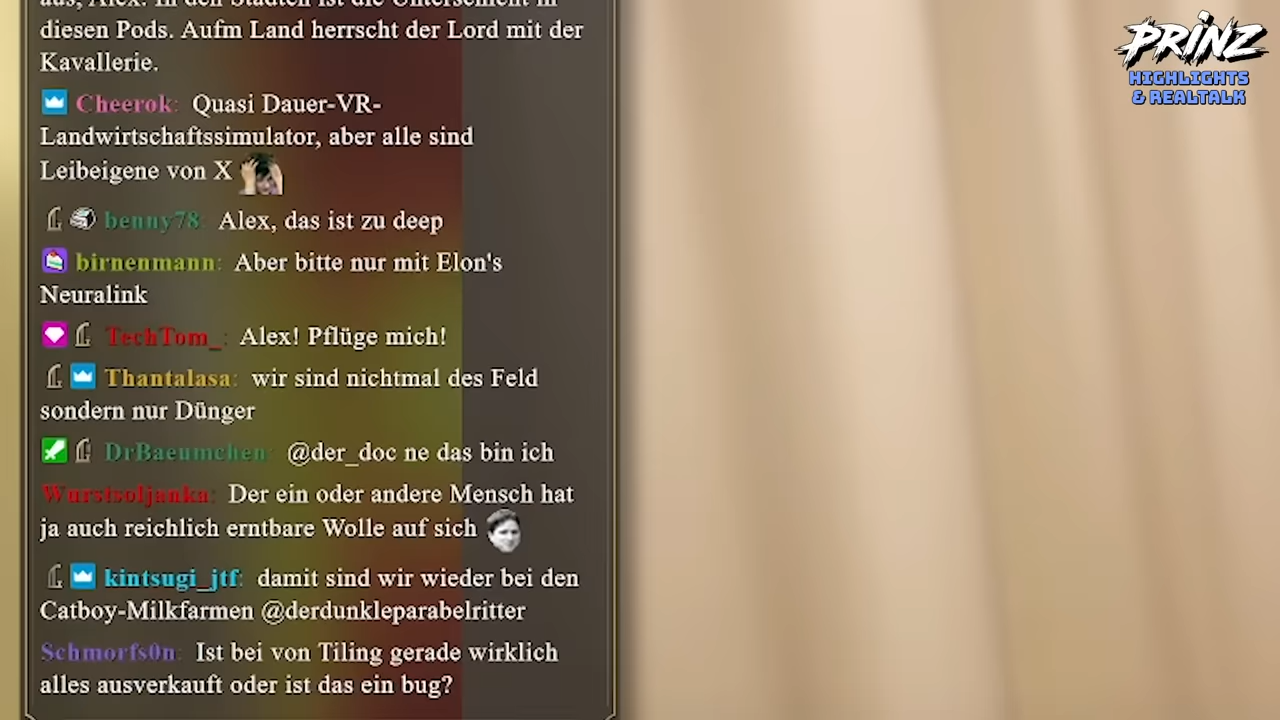 aus, Alex. In den Städten ist die Unterschicht in
diesen Pods. Aufm Land herrscht der Lord mit der
Kavallerie.
Cheerok: Quasi Dauer-VR-
Landwirtschaftssimulator, aber alle sind
Leibeigene von X
benny78: Alex, das ist zu deep
birnenmann: Aber bitte nur mit Elon's
Neuralink
TechTom_: Alex! Pflüge mich!
Thantalasa: wir sind nichtmal des Feld
sondern nur Dünger
DrBaeumchen: @der_doc ne das bin ich
Wurstsoljanka: Der ein oder andere Mensch hat
ja auch reichlich erntbare Wolle auf sich
kintsugi_jtf: damit sind wir wieder bei den
Catboy-Milkfarmen @derdunkleparabelritter
Schmorfs0n: Ist bei von Tiling gerade wirklich
alles ausverkauft oder ist das ein bug?
PRINZ
HIGHLIGHTS
& REALTALK